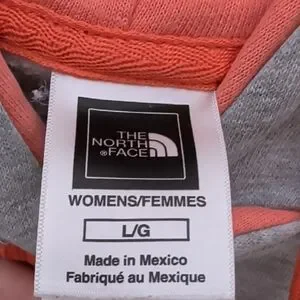 THE
NORTH
FACE
WOMENS/FEMMES
L/G
Made in Mexico
Fabriqué au Mexique